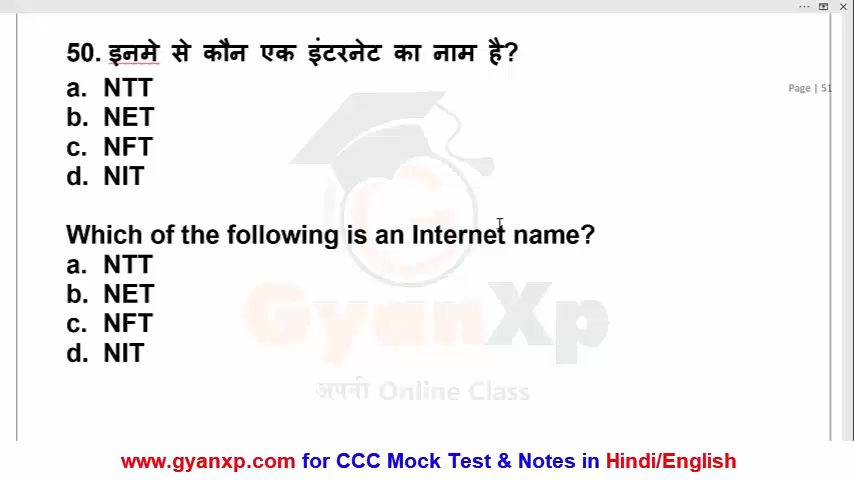 50. इनमे से कौन एक इंटरनेट का नाम है?
Page | 51
a. NTT
b. NET
c. NFT
d. NIT
Which of the following is an Internet name?
a. NTT
b. NET
c. NFT
d. NIT
GyanXp
अपनी Online Class
www.gyanxp.com for CCC Mock Test & Notes in Hindi/English